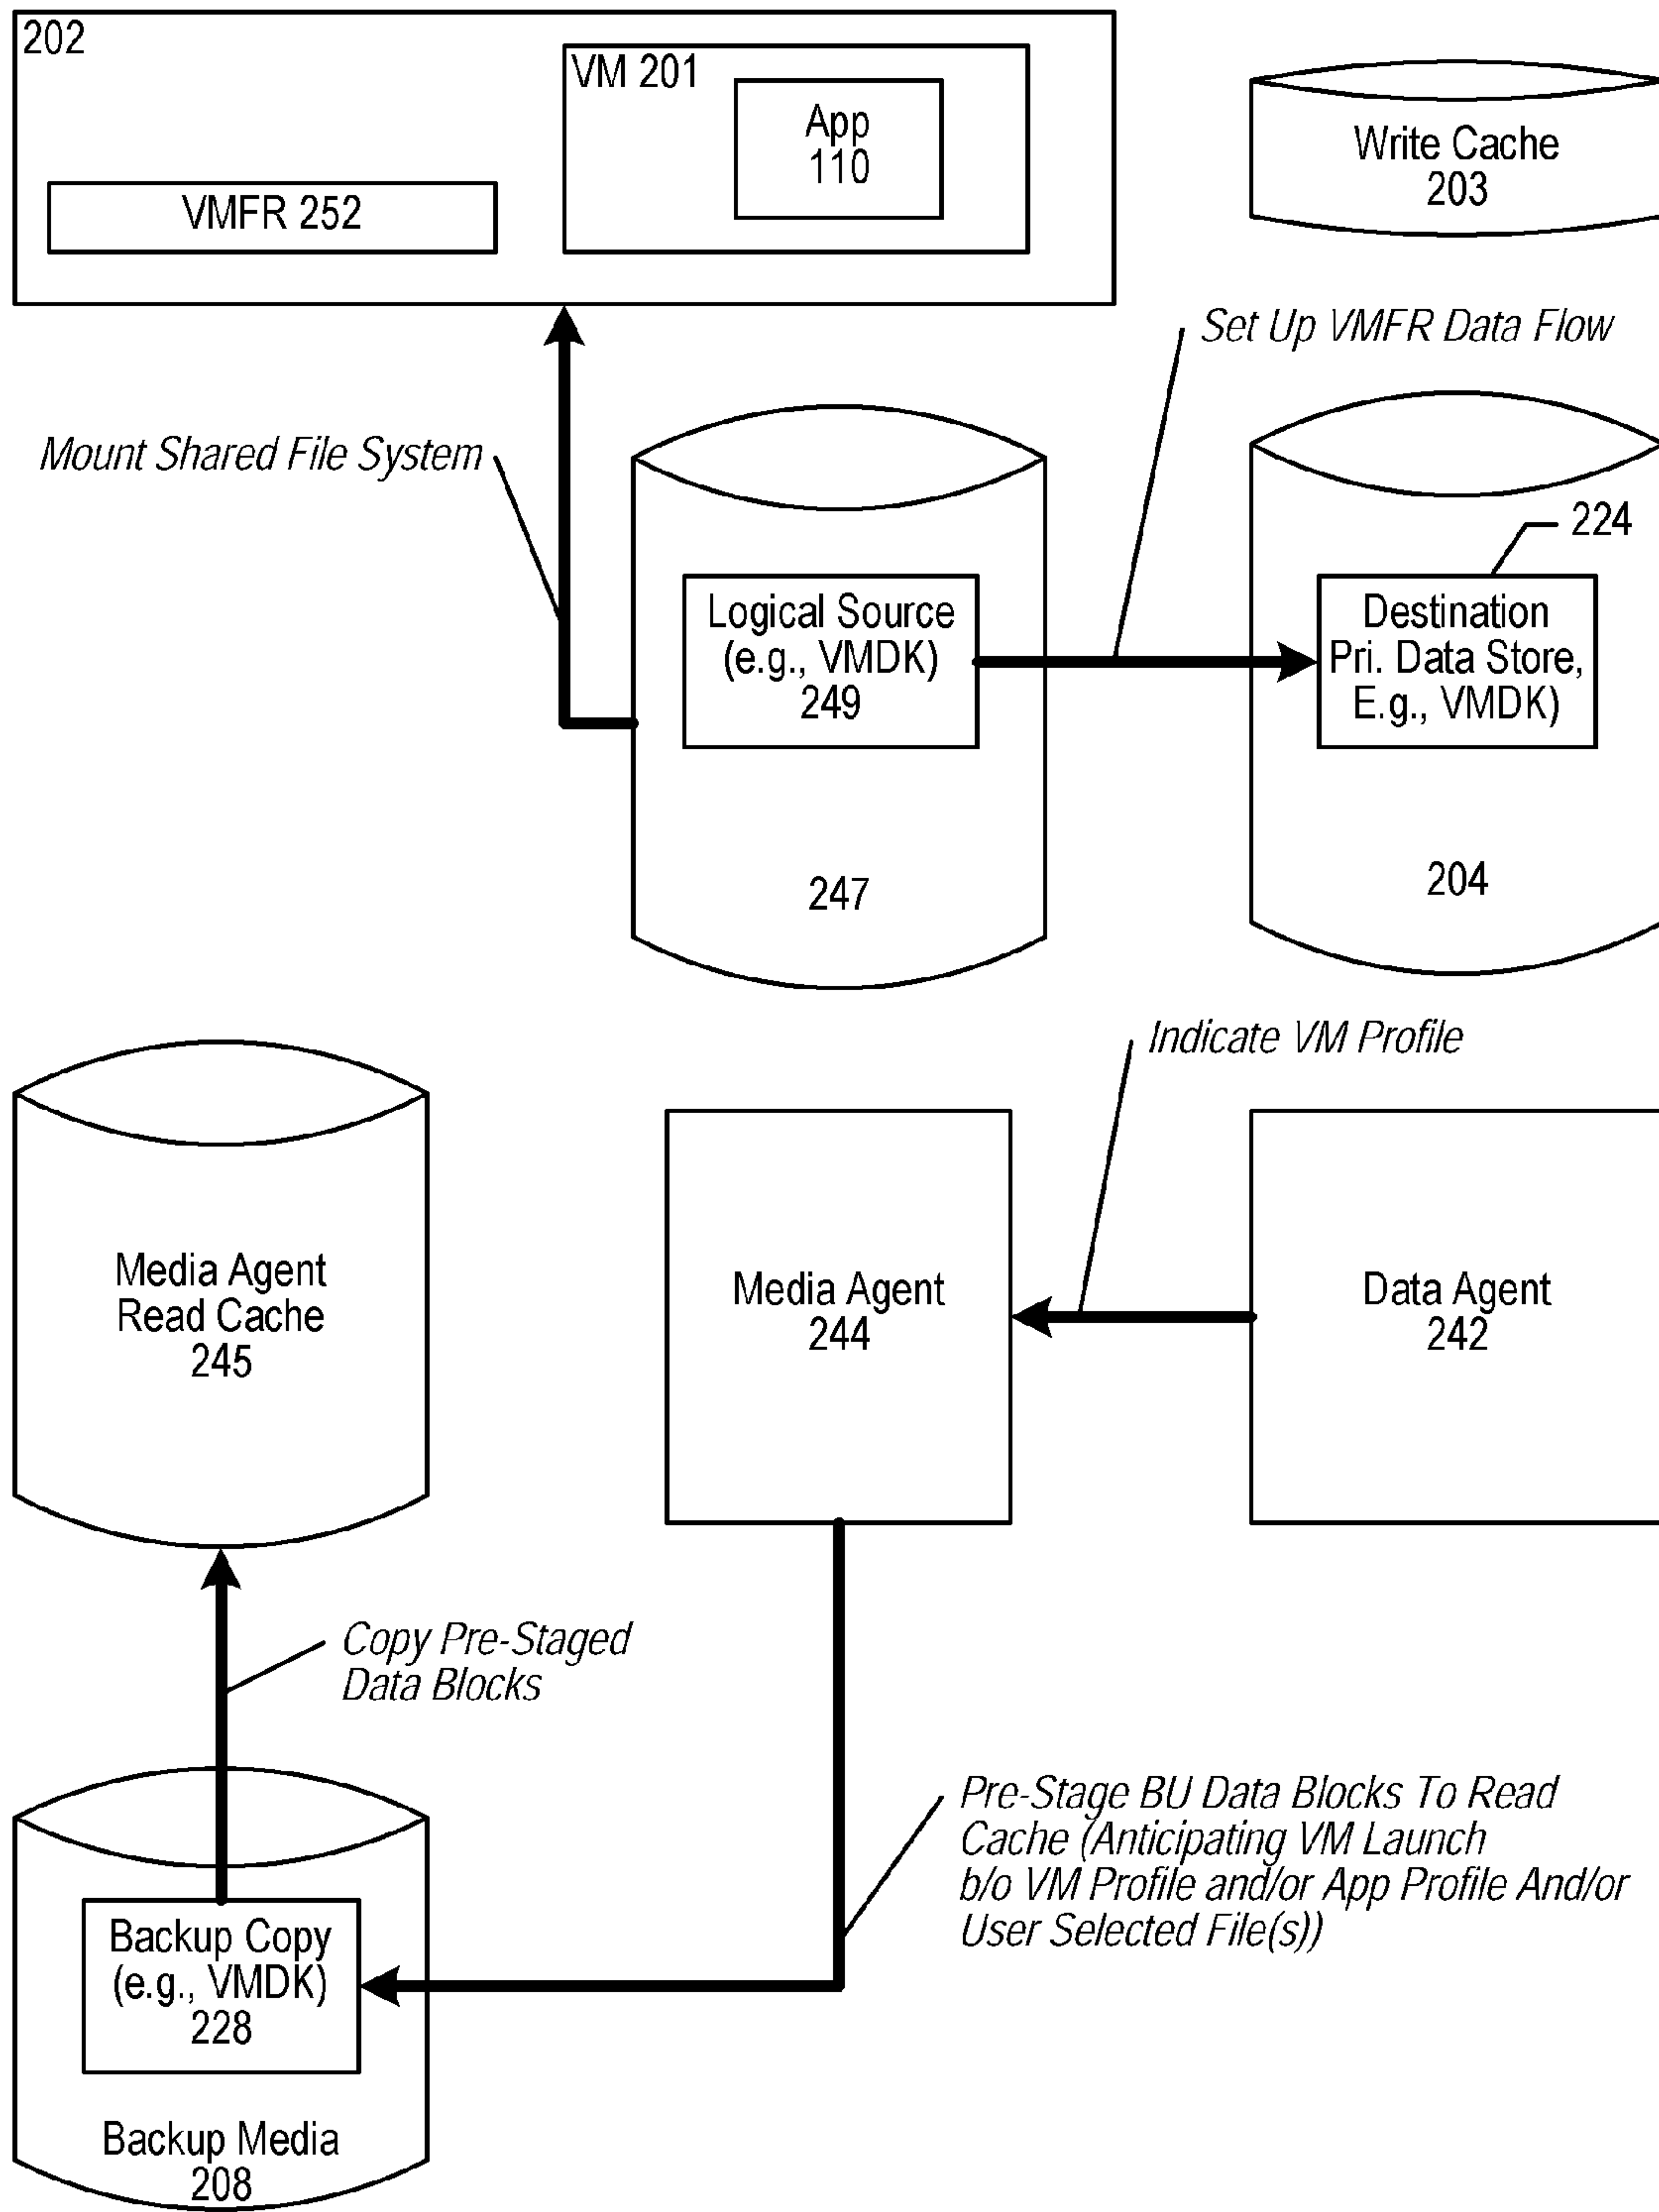 202
VM 201
App
110
VMFR 252
Write Cache
203
Set Up VMFR Data Flow
Mount Shared File System
224
Logical Source
(e.g., VMDK)
249
Destination
Pri. Data Store,
E.g., VMDK)
247
204
Indicate VM Profile
Media Agent
Read Cache
245
Media Agent
244
Data Agent
242
Copy Pre-Staged
Data Blocks
Pre-Stage BU Data Blocks To Read
Cache (Anticipating VM Launch
b/o VM Profile and/or App Profile And/or
User Selected File(s))
Backup Copy
(e.g., VMDK)
228
Backup Media
208